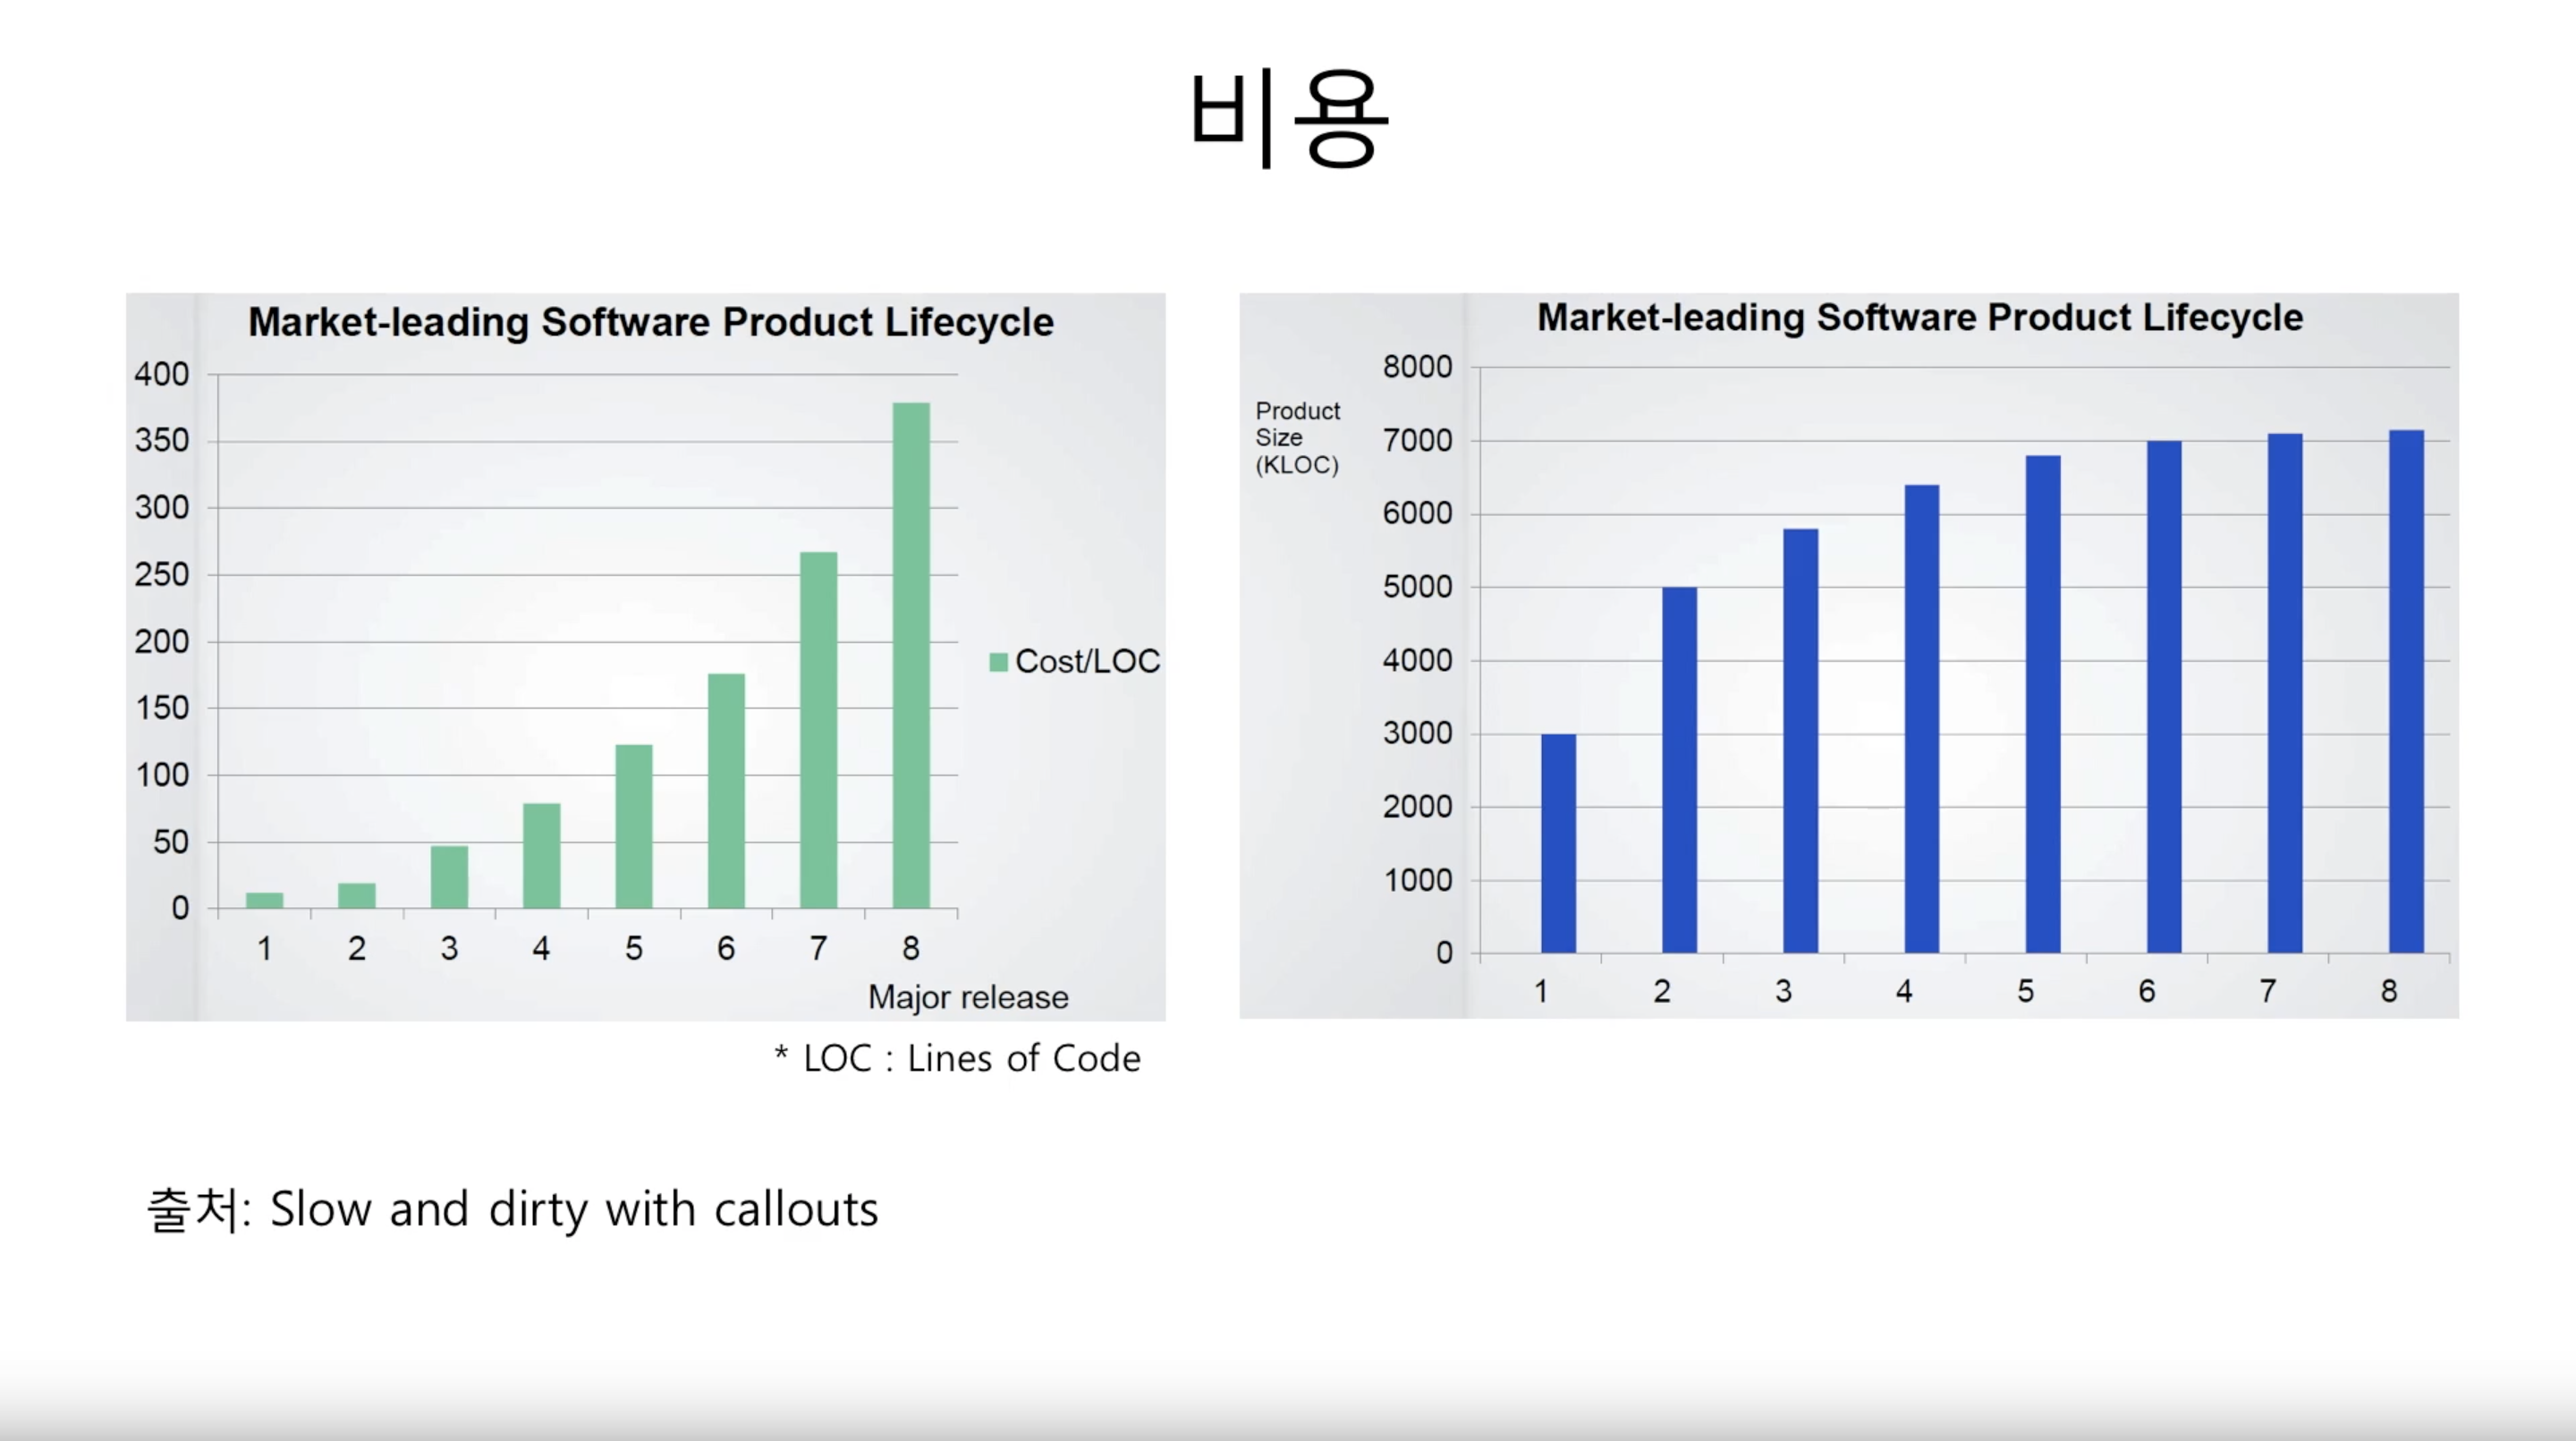 비용
Market-leading Software Product Lifecycle
400
350
300
250
200
150
100
50
0
1 2 3 4 5 6 7 8
Cost/LOC
Major release
* LOC : Lines of Code
Market-leading Software Product Lifecycle
Product
Size
(KLOC)
8000
7000
6000
5000
4000
3000
2000
1000
0
1 2 3 4 5 6 7 8
출처: Slow and dirty with callouts